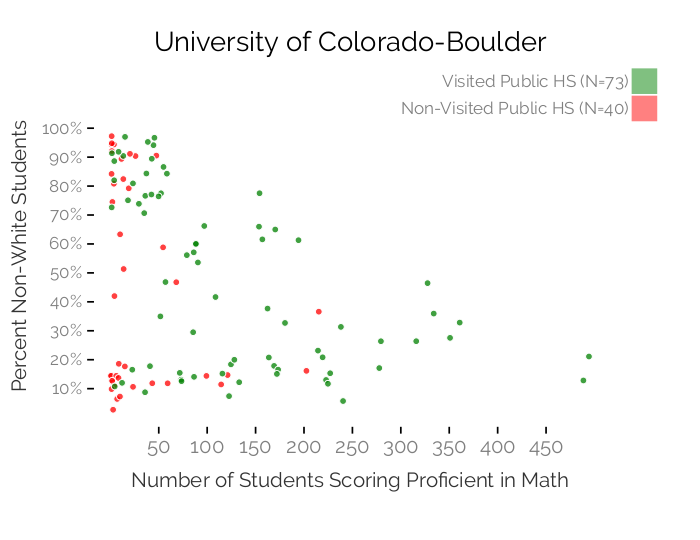 University of Colorado-Boulder
Visited Public HS (N=73)
Non-Visited Public HS (N=40)
Percent Non-White Students
100%
90%
80%
70%
60%
50%
40%
30%
20%
10%
50 100 150 200 250 300 350 400 450
Number of Students Scoring Proficient in Math